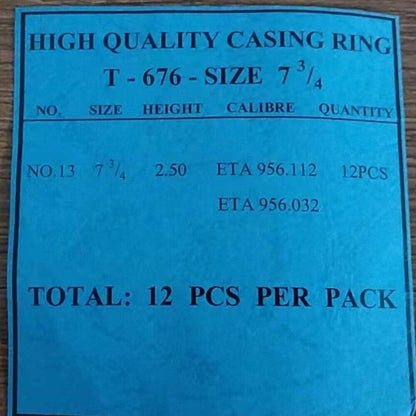 HIGH QUALITY CASING RING
T - 676 - SIZE 7 3/4
NO. SIZE HEIGHT CALIBRE QUANTITY
NO.13 7 3/4 2.50 ETA 956.112 12PCS
ETA 956.032
TOTAL: 12 PCS PER PACK